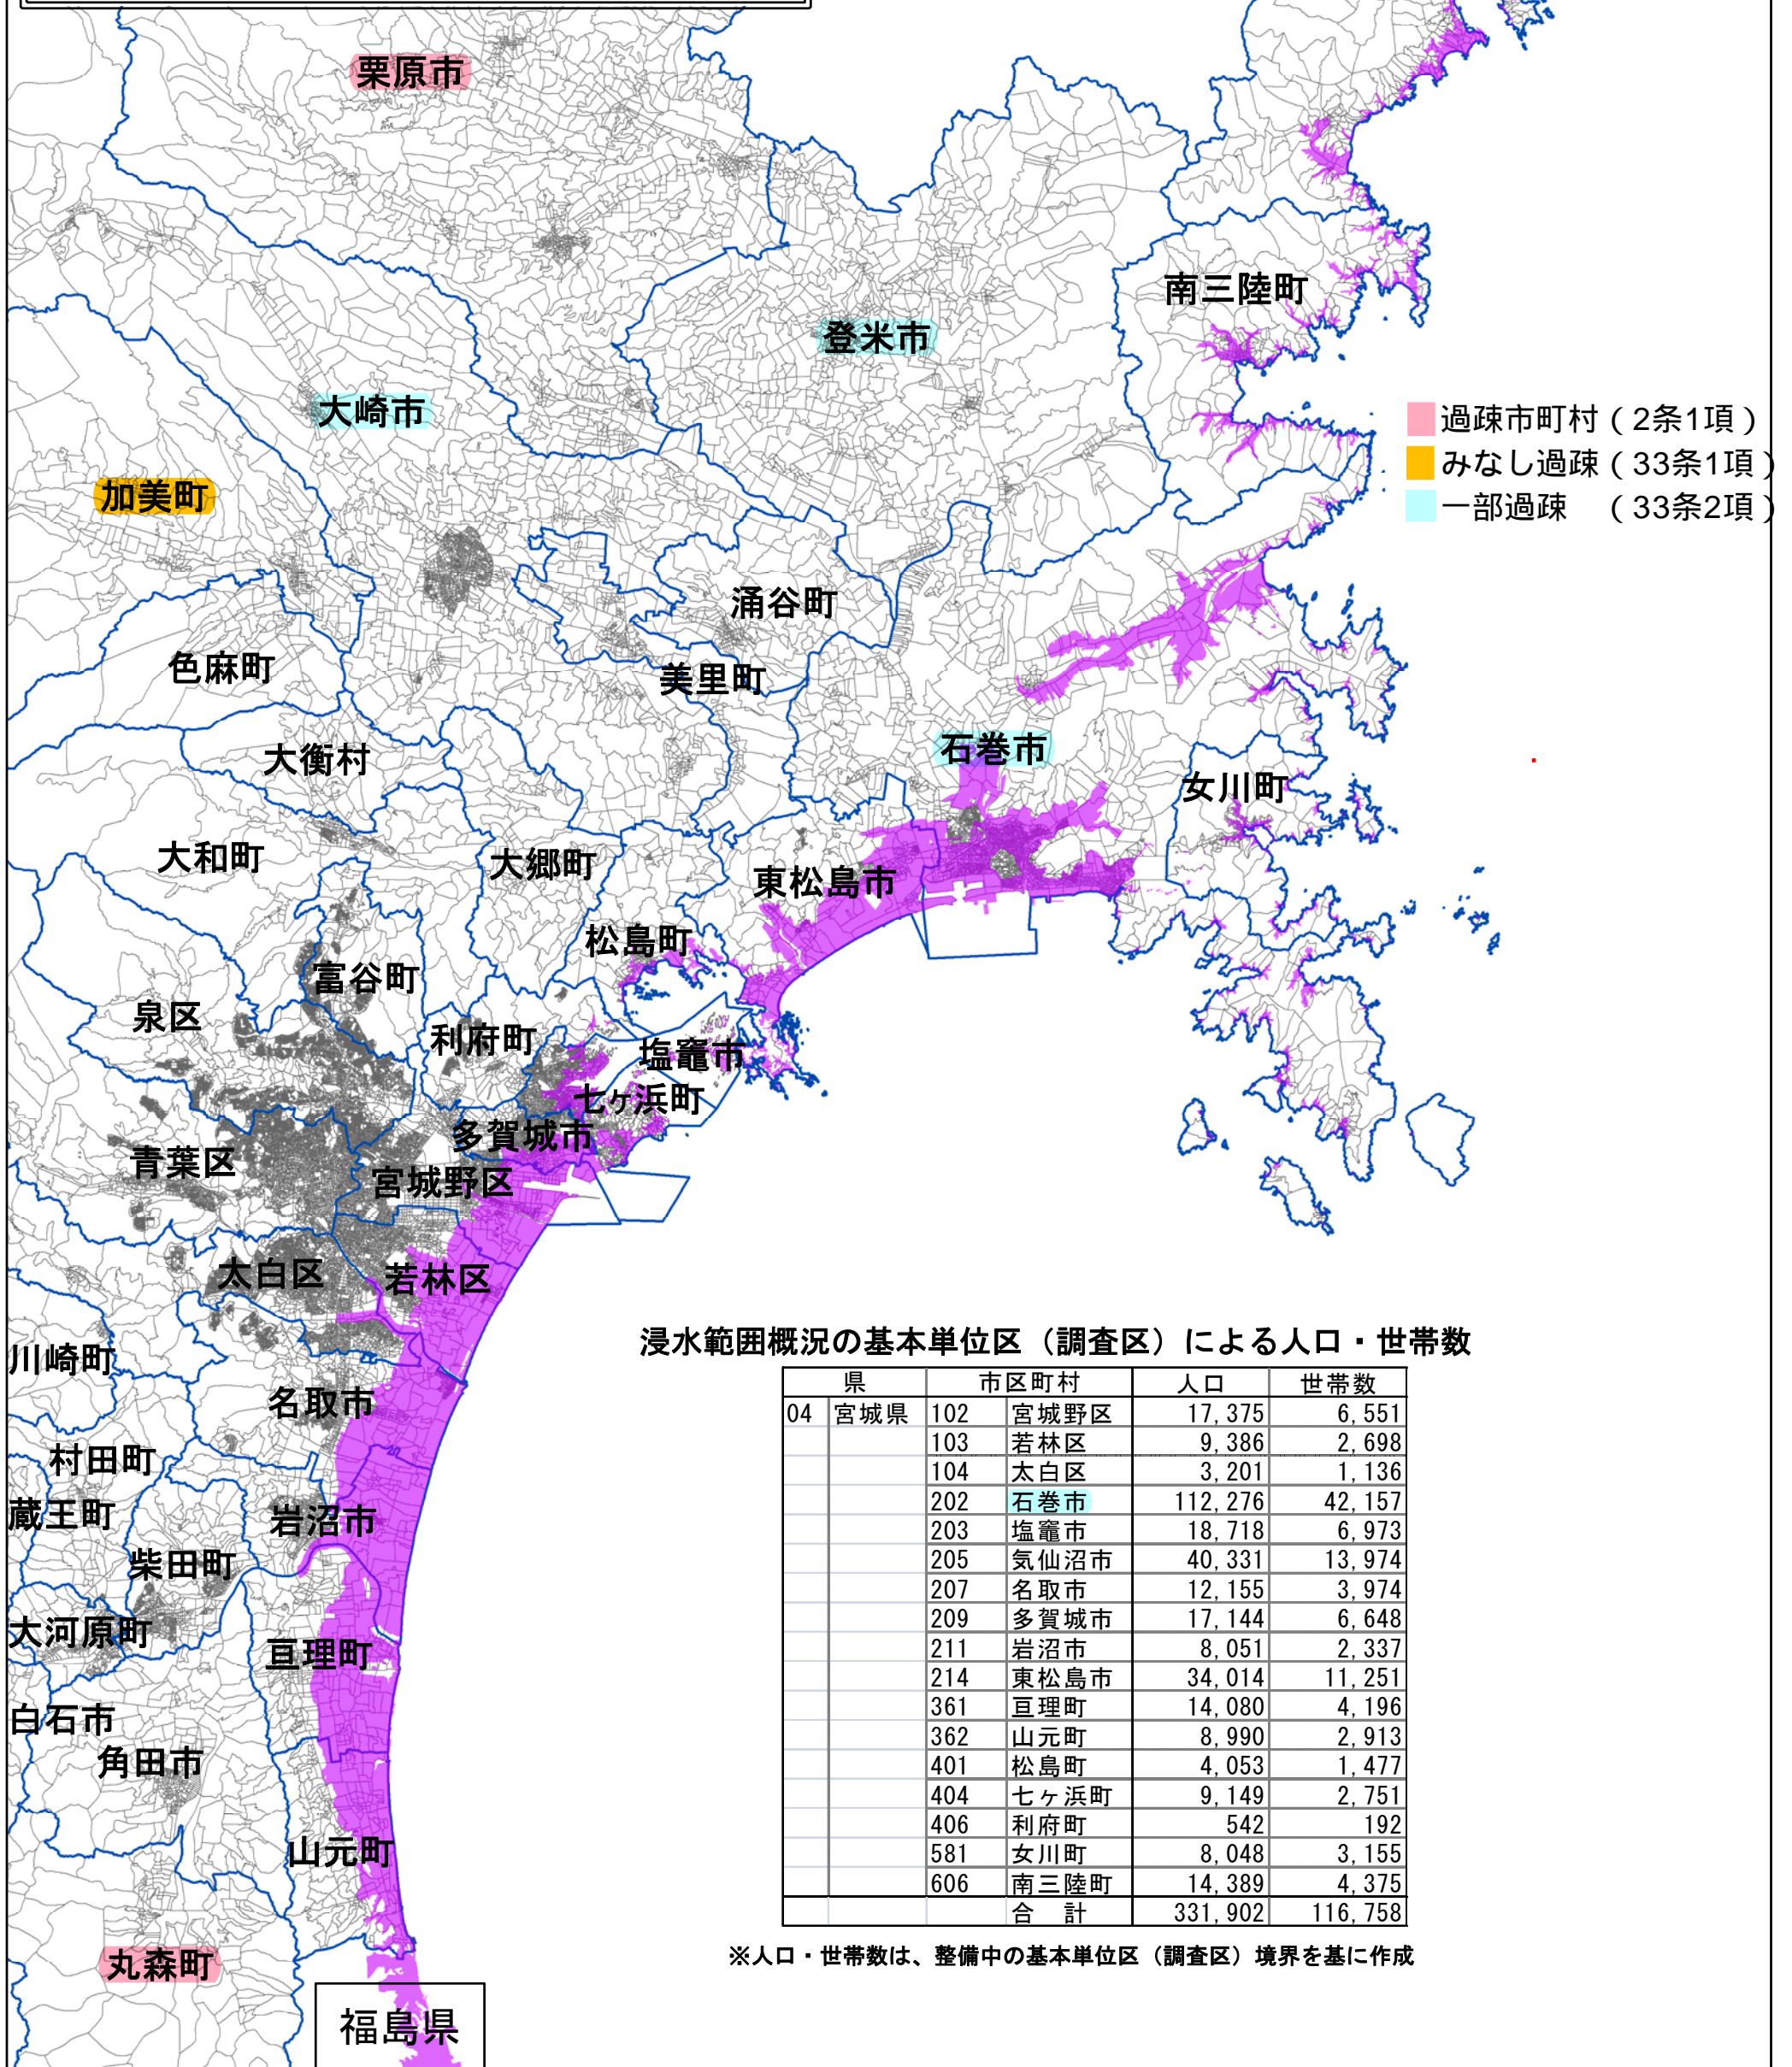 栗原市
南三陸町
登米市
大崎市
過疎市町村（2条1項）
みなし過疎（33条1項）
一部過疎　（33条2項）
加美町
涌谷町
色麻町
美里町
石巻市
大衡村
女川町
大和町
大郷町
東松島市
松島町
富谷町
泉区
利府町
塩竈市
七ヶ浜町
多賀城市
青葉区
宮城野区
太白区
若林区
川崎町
名取市
村田町
蔵王町
岩沼市
柴田町
大河原町
亘理町
白石市
角田市
山元町
丸森町
福島県
浸水範囲概況の基本単位区（調査区）による人口・世帯数
県 市区町村 人口 世帯数
04 宮城県 102 宮城野区 17,375 6,551
103 若林区 9,386 2,698
104 太白区 3,201 1,136
202 石巻市 112,276 42,157
203 塩竈市 18,718 6,973
205 気仙沼市 40,331 13,974
207 名取市 12,155 3,974
209 多賀城市 17,144 6,648
211 岩沼市 8,051 2,337
214 東松島市 34,014 11,251
361 亘理町 14,080 4,196
362 山元町 8,990 2,913
401 松島町 4,053 1,477
404 七ヶ浜町 9,149 2,751
406 利府町 542 192
581 女川町 8,048 3,155
606 南三陸町 14,389 4,375
合　計 331,902 116,758
※人口・世帯数は、整備中の基本単位区（調査区）境界を基に作成